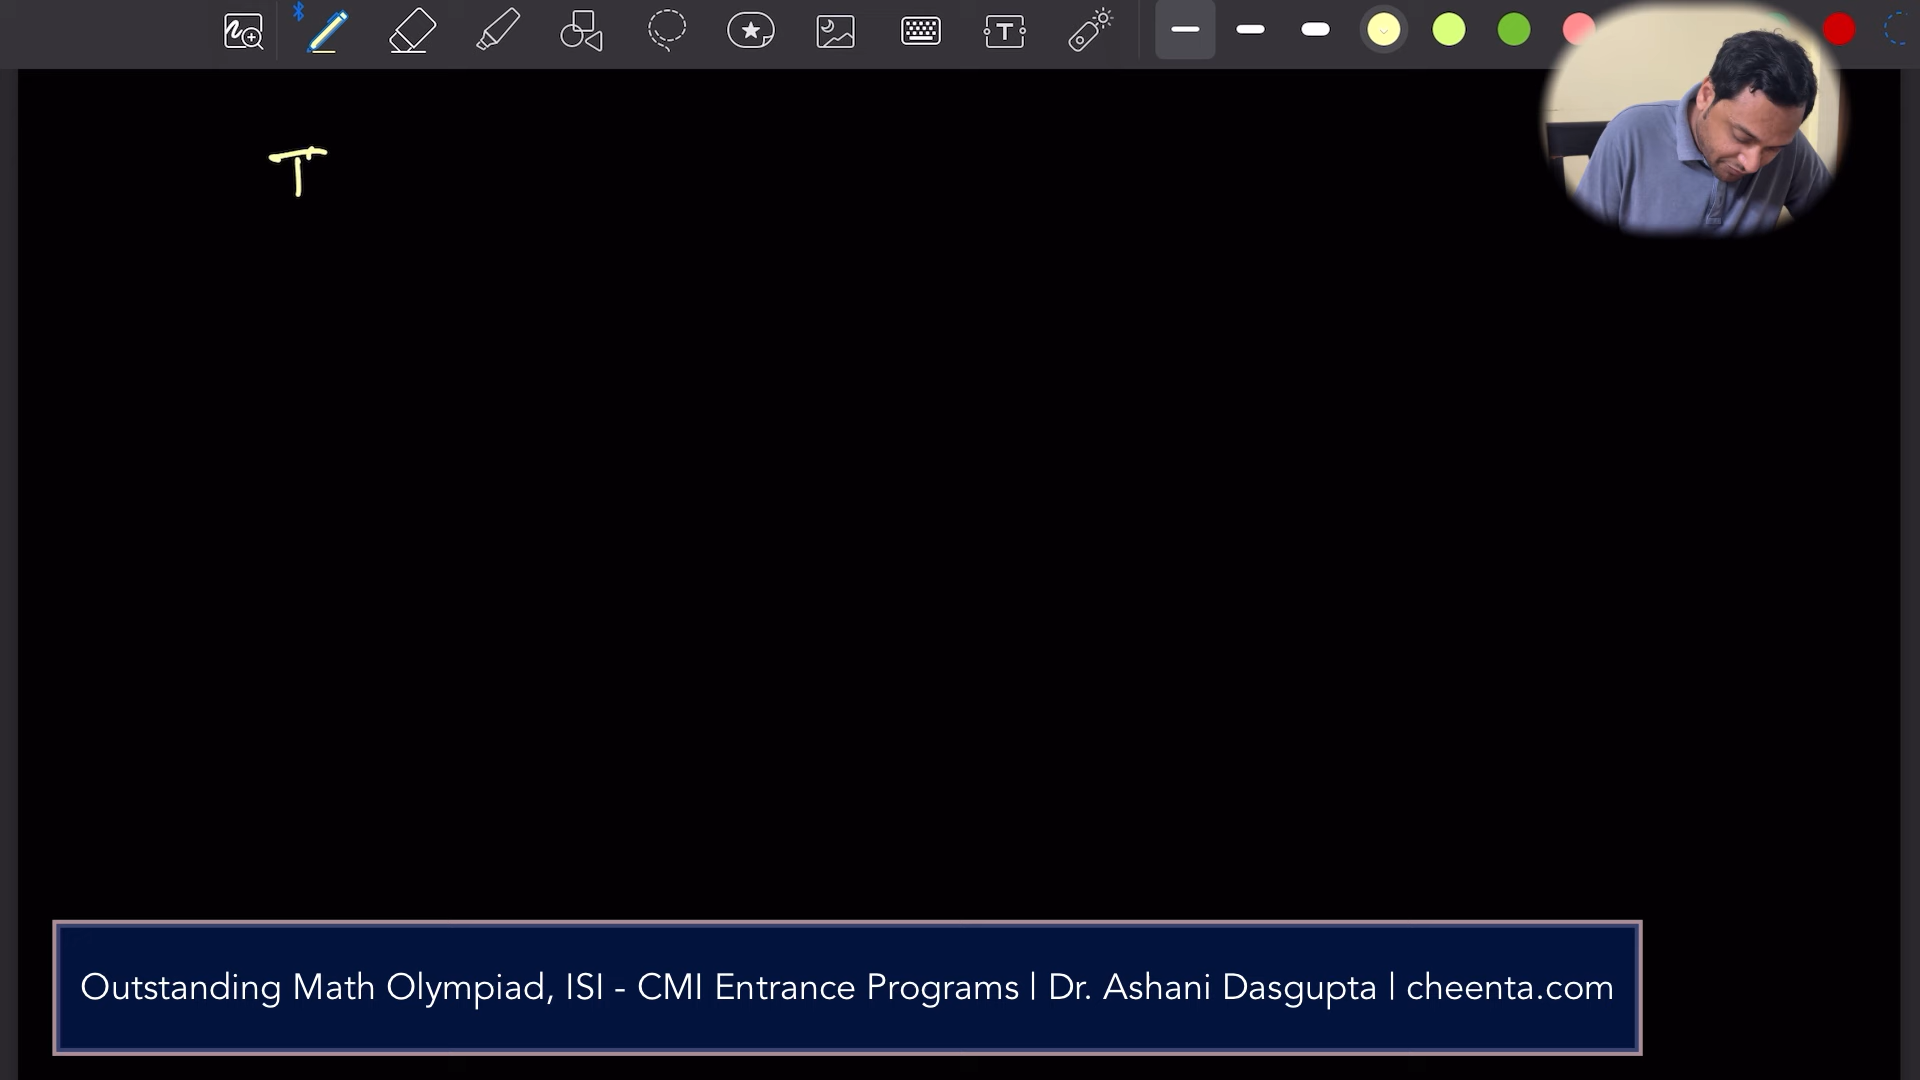 T
Outstanding Math Olympiad, ISI - CMI Entrance Programs | Dr. Ashani Dasgupta | cheenta.com